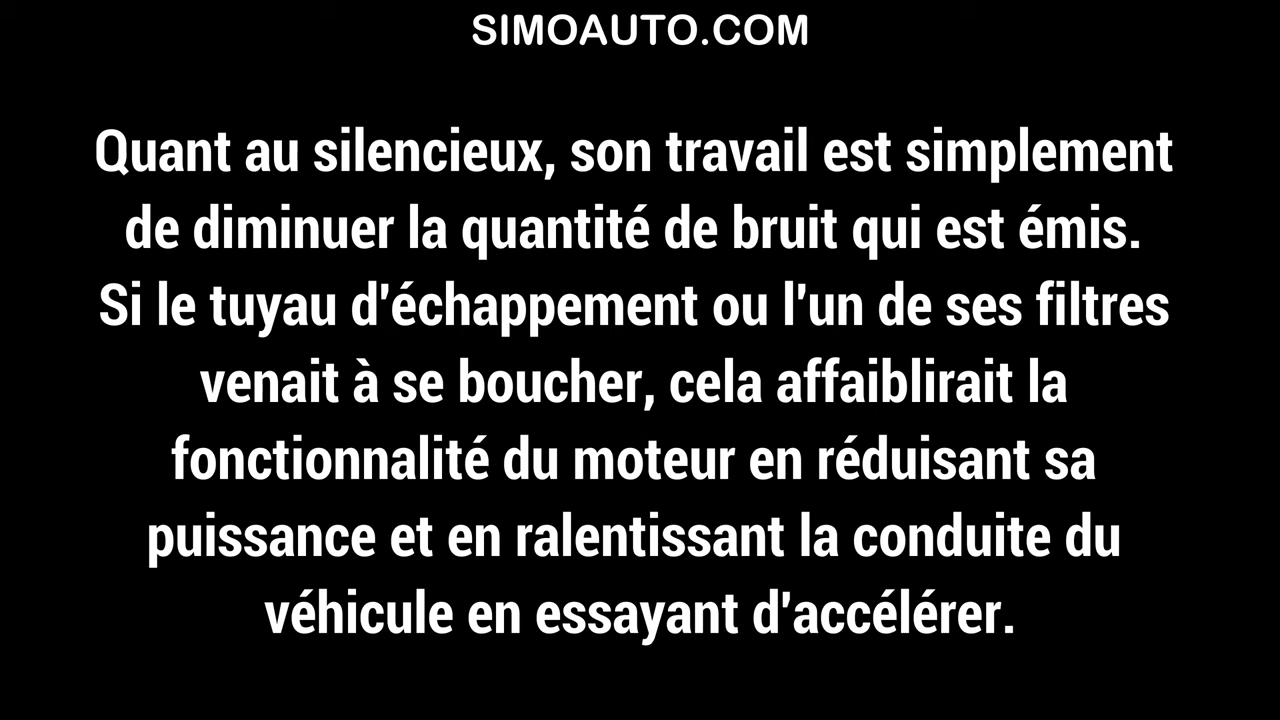 SIMOAUTO.COM
Quant au silencieux, son travail est simplement
de diminuer la quantité de bruit qui est émis.
Si le tuyau d'échappement ou l'un de ses filtres
venait à se boucher, cela affaiblirait la
fonctionnalité du moteur en réduisant sa
puissance et en ralentissant la conduite du
véhicule en essayant d'accélérer.